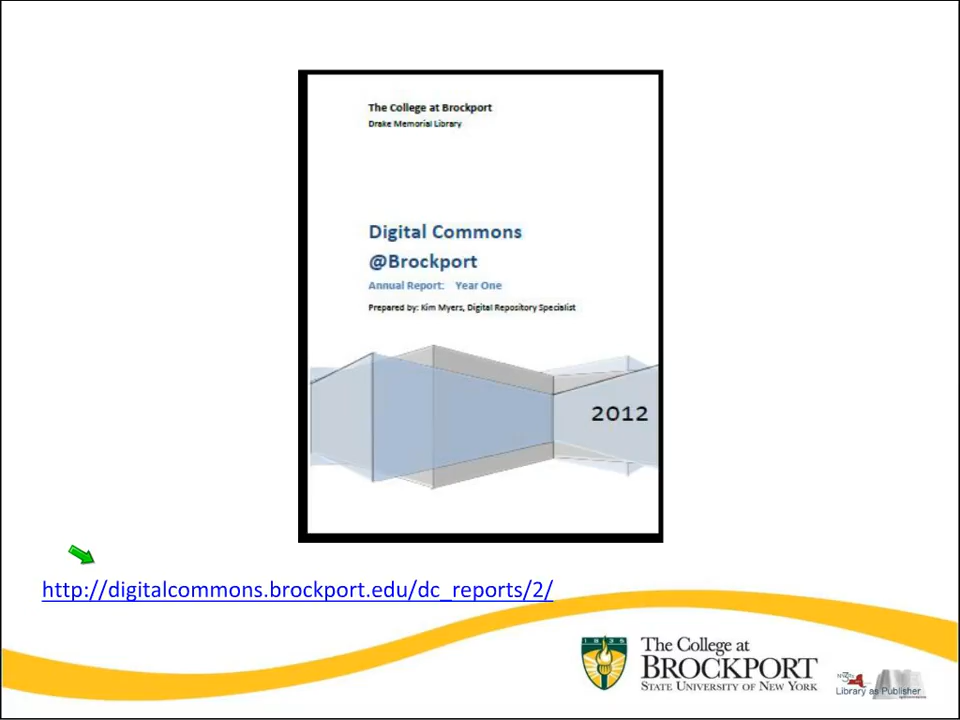 The College at Brockport
Drake Memorial Library
Digital Commons
@Brockport
Annual Report: Year One
Prepared by: Kim Myers, Digital Repository Specialist
2012
http://digitalcommons.brockport.edu/dc_reports/2/
1835
The College at
BROCKPORT
STATE UNIVERSITY OF NEW YORK
Library as Publisher